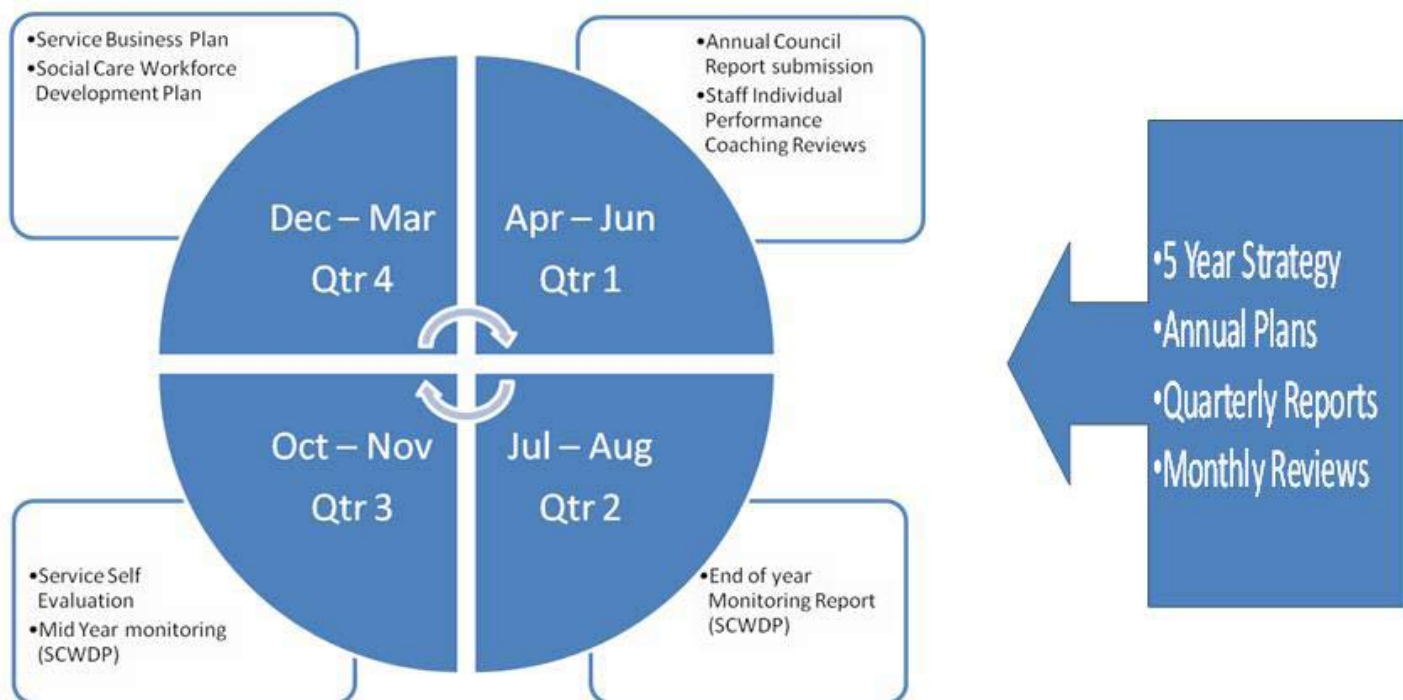 •Service Business Plan
•Social Care Workforce
Development Plan
•Annual Council
Report submission
•Staff Individual
Performance
Coaching Reviews
Dec – Mar
Qtr 4
Apr – Jun
Qtr 1
Oct – Nov
Qtr 3
Jul – Aug
Qtr 2
•Service Self
Evaluation
•Mid Year monitoring
(SCWDP)
•End of year
Monitoring Report
(SCWDP)
•5 Year Strategy
•Annual Plans
•Quarterly Reports
•Monthly Reviews